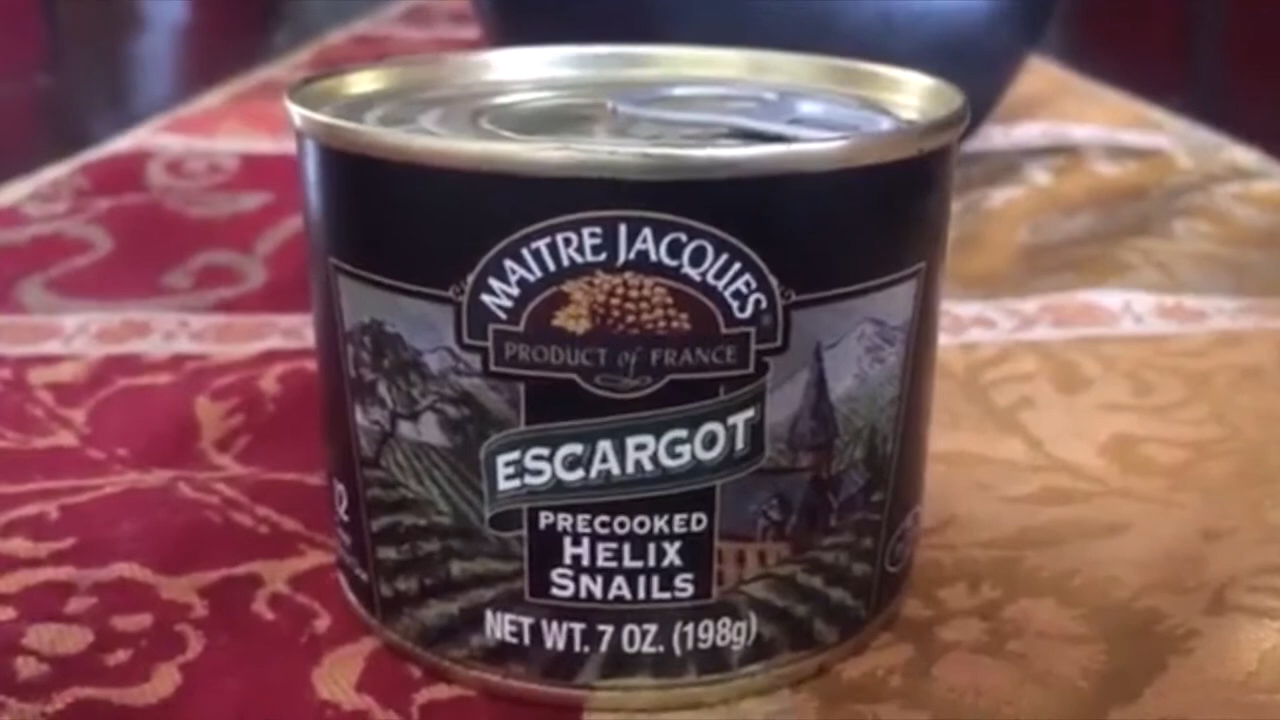 MAITRE JACQUES®
PRODUCT of FRANCE
ESCARGOT
PRECOOKED
HELIX
SNAILS
NET WT. 7 OZ. (198g)